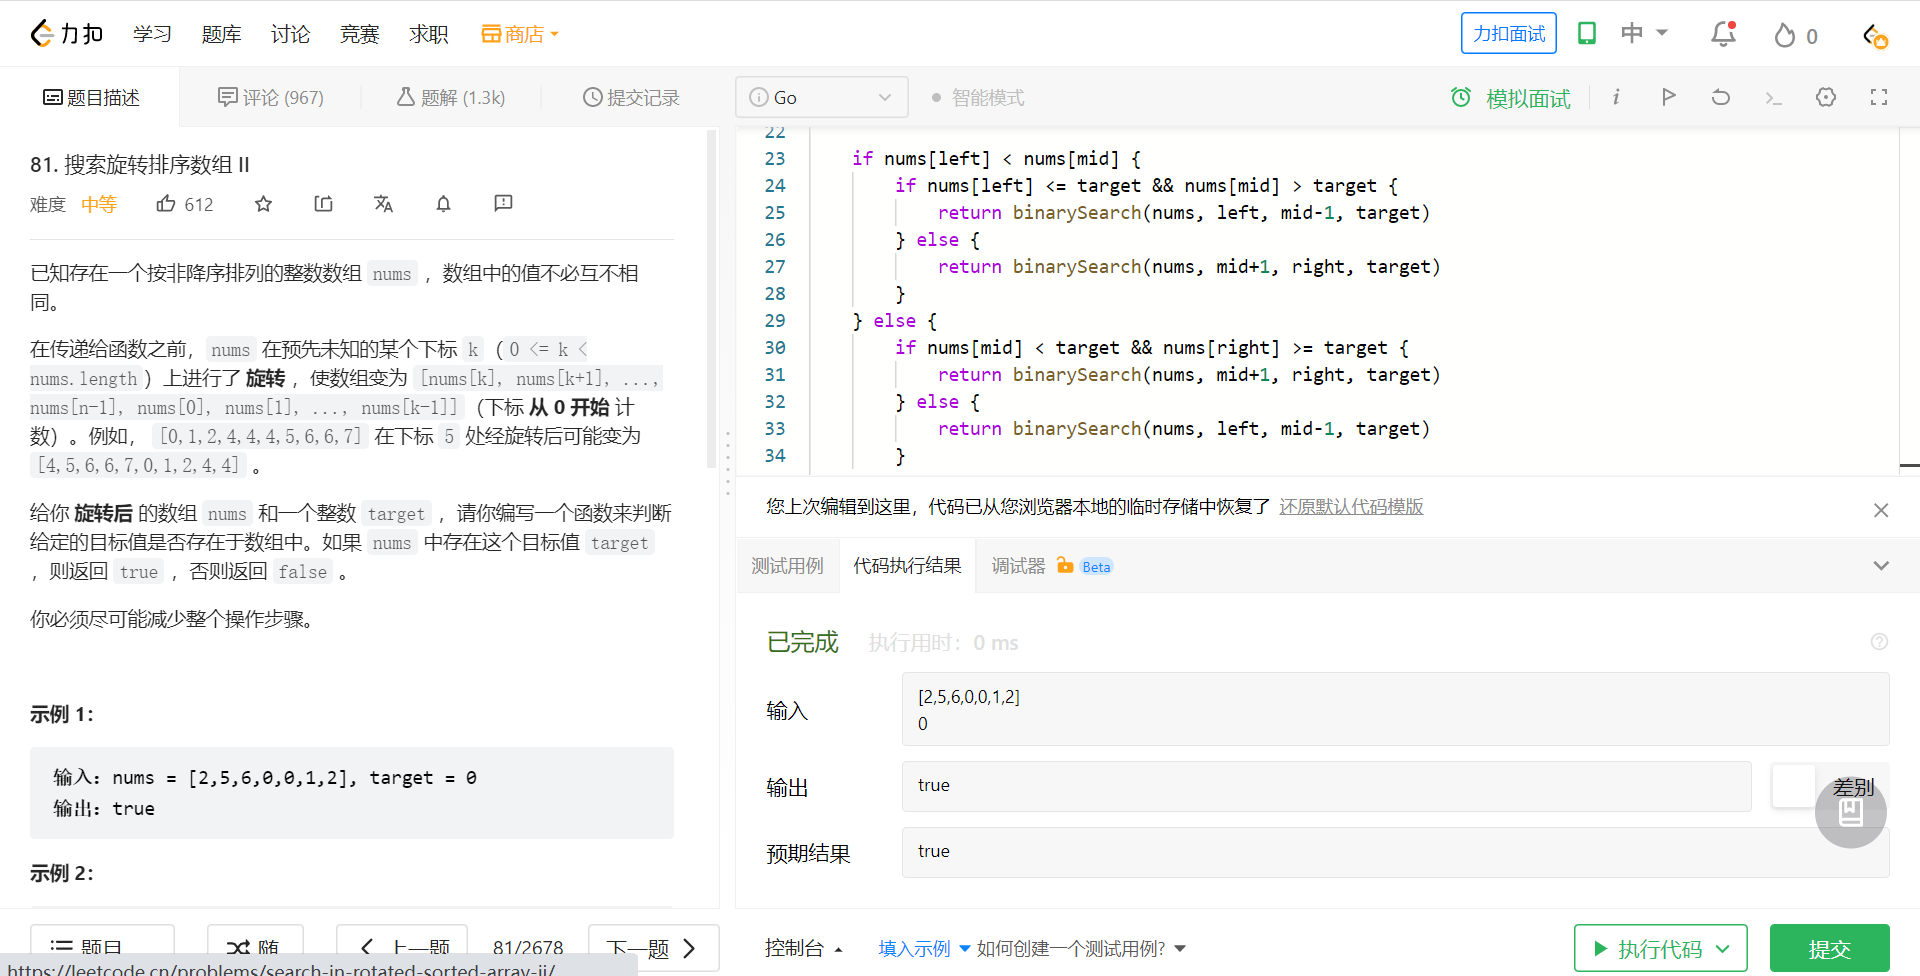 力扣 学习 题库 讨论 求职 竞赛 商店 力扣面试 中 0
题目描述 评论 (967) 题解 (1.3k) 提交记录
81. 搜索旋转排序数组 II
难度 中等 612
已知存在一个按非降序排列的整数数组 nums ，数组中的值不必互不相
同。
在传递给函数之前，nums 在预先未知的某个下标 k（0 <= k <
nums.length）上进行了 旋转 ，使数组变为 [nums[k], nums[k+1], ...,
nums[n-1], nums[0], nums[1], ..., nums[k-1]]（下标 从 0 开始 计
数）。例如， [0,1,2,4,4,4,5,6,6,7] 在下标 5 处经旋转后可能变为
[4,5,6,6,7,0,1,2,4,4] 。
给你 旋转后 的数组 nums 和一个整数 target ，请你编写一个函数来判断
给定的目标值是否存在于数组中。如果 nums 中存在这个目标值 target
，则返回 true ，否则返回 false 。
你必须尽可能减少整个操作步骤。
示例 1：
输入：nums = [2,5,6,0,0,1,2], target = 0
输出：true
示例 2：
题目 随 上一题 81/2678 下一题
https://leetcode.cn/problems/search-in-rotated-sorted-array-ii/
Go 智能模式 模拟面试
22
23 if nums[left] < nums[mid] {
24 if nums[left] <= target && nums[mid] > target {
25 return binarySearch(nums, left, mid-1, target)
26 } else {
27 return binarySearch(nums, mid+1, right, target)
28 }
29 } else {
30 if nums[mid] < target && nums[right] >= target {
31 return binarySearch(nums, mid+1, right, target)
32 } else {
33 return binarySearch(nums, left, mid-1, target)
34 }
您上次编辑到这里，代码已从您浏览器本地的临时存储中恢复了 还原默认代码模版
测试用例 代码执行结果 调试器 Beta
已完成 执行用时：0 ms
输入
[2,5,6,0,0,1,2]
0
输出 true 差别
预期结果 true
控制台 填入示例 如何创建一个测试用例? 执行代码 提交